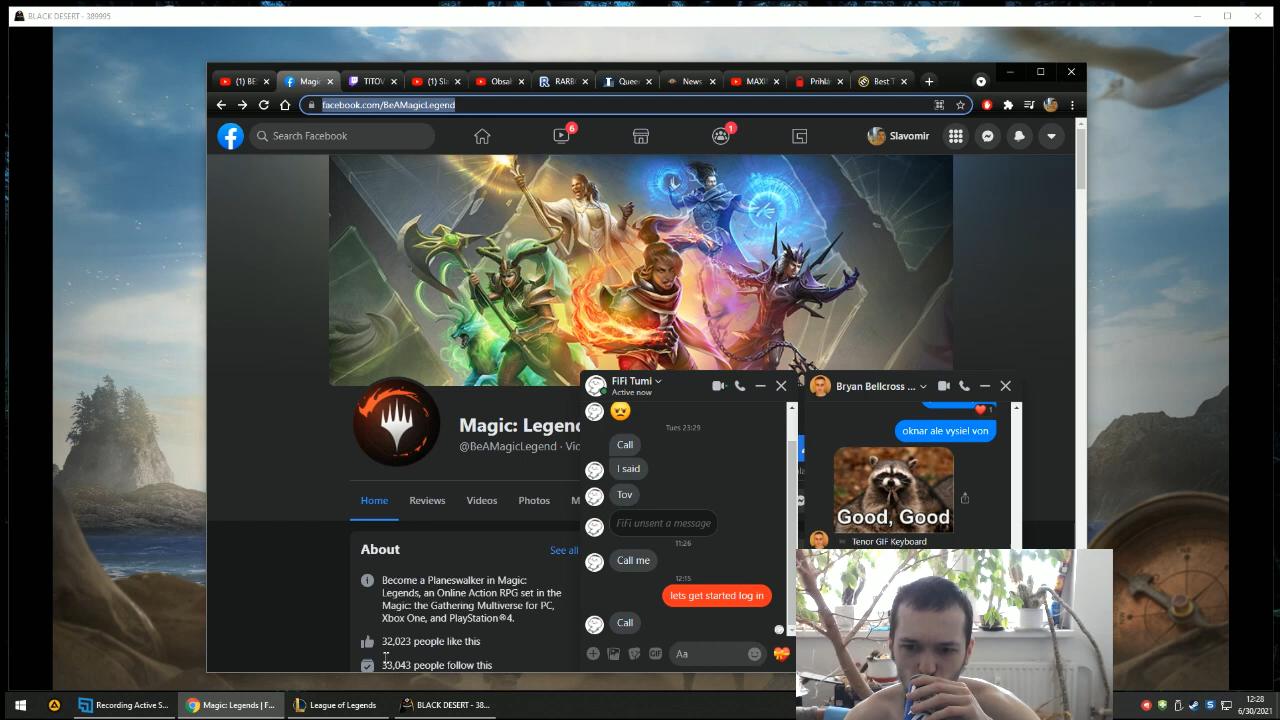 BLACK DESERT - 389995
(1) BE
Magic
TITOV
(1) Sla
Obsah
RARB
Quee
News
MAXI
Prihlá
Best T
facebook.com/BeAMagicLegend
Search Facebook
6
1
Slavomir
Magic: Legend
@BeAMagicLegend · Vid
Home
Reviews
Videos
Photos
M
About
See all
Become a Planeswalker in Magic:
Legends, an Online Action RPG set in the
Magic: the Gathering Multiverse for PC,
Xbox One, and PlayStation®4.
32,023 people like this
33,043 people follow this
FiFi Tumi
Active now
Tues 23:29
Call
I said
Tov
FiFi unsent a message
11:26
Call me
12:15
lets get started log in
Call
GIF
Aa
Bryan Bellcross ...
1
oknar ale vysiel von
Good, Good
Tenor GIF Keyboard
Recording Active S...
Magic: Legends | F...
League of Legends
BLACK DESERT - 38...
12:28
6/30/2021